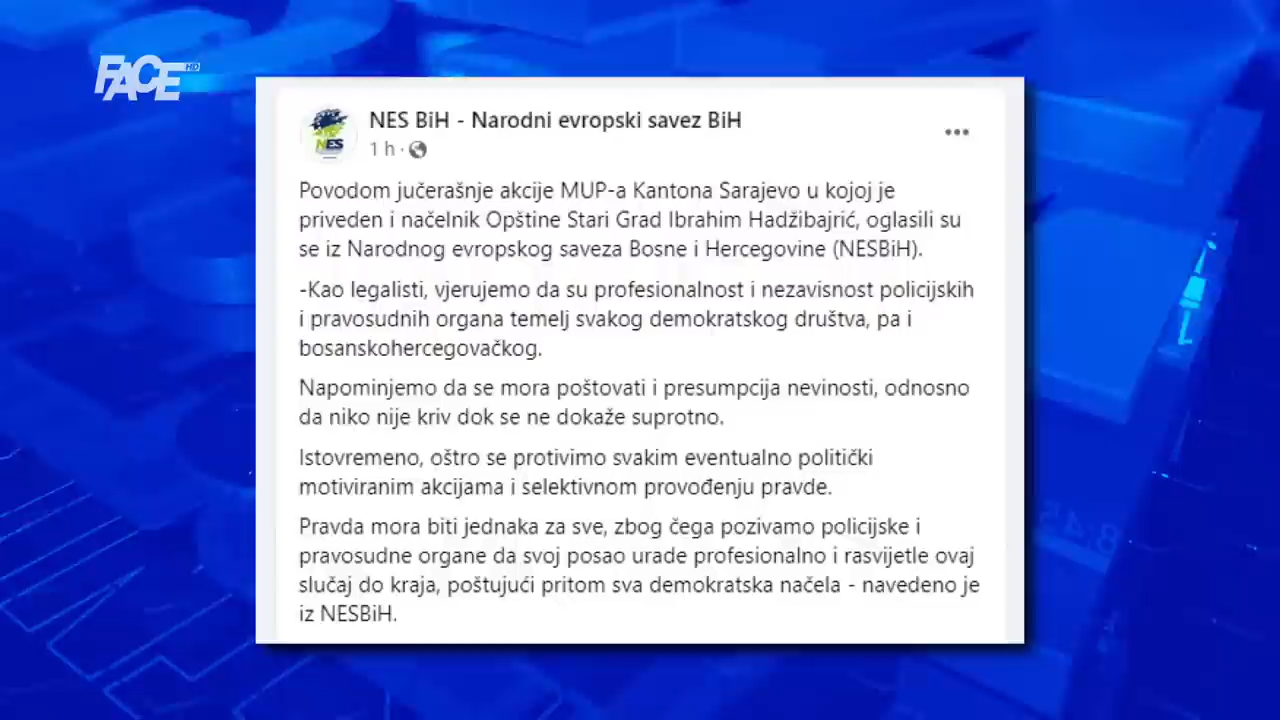 FACE HD
NES BiH - Narodni evropski savez BiH
1 h ·
NES
Povodom jučerašnje akcije MUP-a Kantona Sarajevo u kojoj je
priveden i načelnik Opštine Stari Grad Ibrahim Hadžibajrić, oglasili su
se iz Narodnog evropskog saveza Bosne i Hercegovine (NESBiH).
-Kao legalisti, vjerujemo da su profesionalnost i nezavisnost policijskih
i pravosudnih organa temelj svakog demokratskog društva, pa i
bosanskohercegovačkog.
Napominjemo da se mora poštovati i presumpcija nevinosti, odnosno
da niko nije kriv dok se ne dokaže suprotno.
Istovremeno, oštro se protivimo svakim eventualno politički
motiviranim akcijama i selektivnom provođenju pravde.
Pravda mora biti jednaka za sve, zbog čega pozivamo policijske i
pravosudne organe da svoj posao urade profesionalno i rasvijetle ovaj
slučaj do kraja, poštujući pritom sva demokratska načela - navedeno je
iz NESBiH.